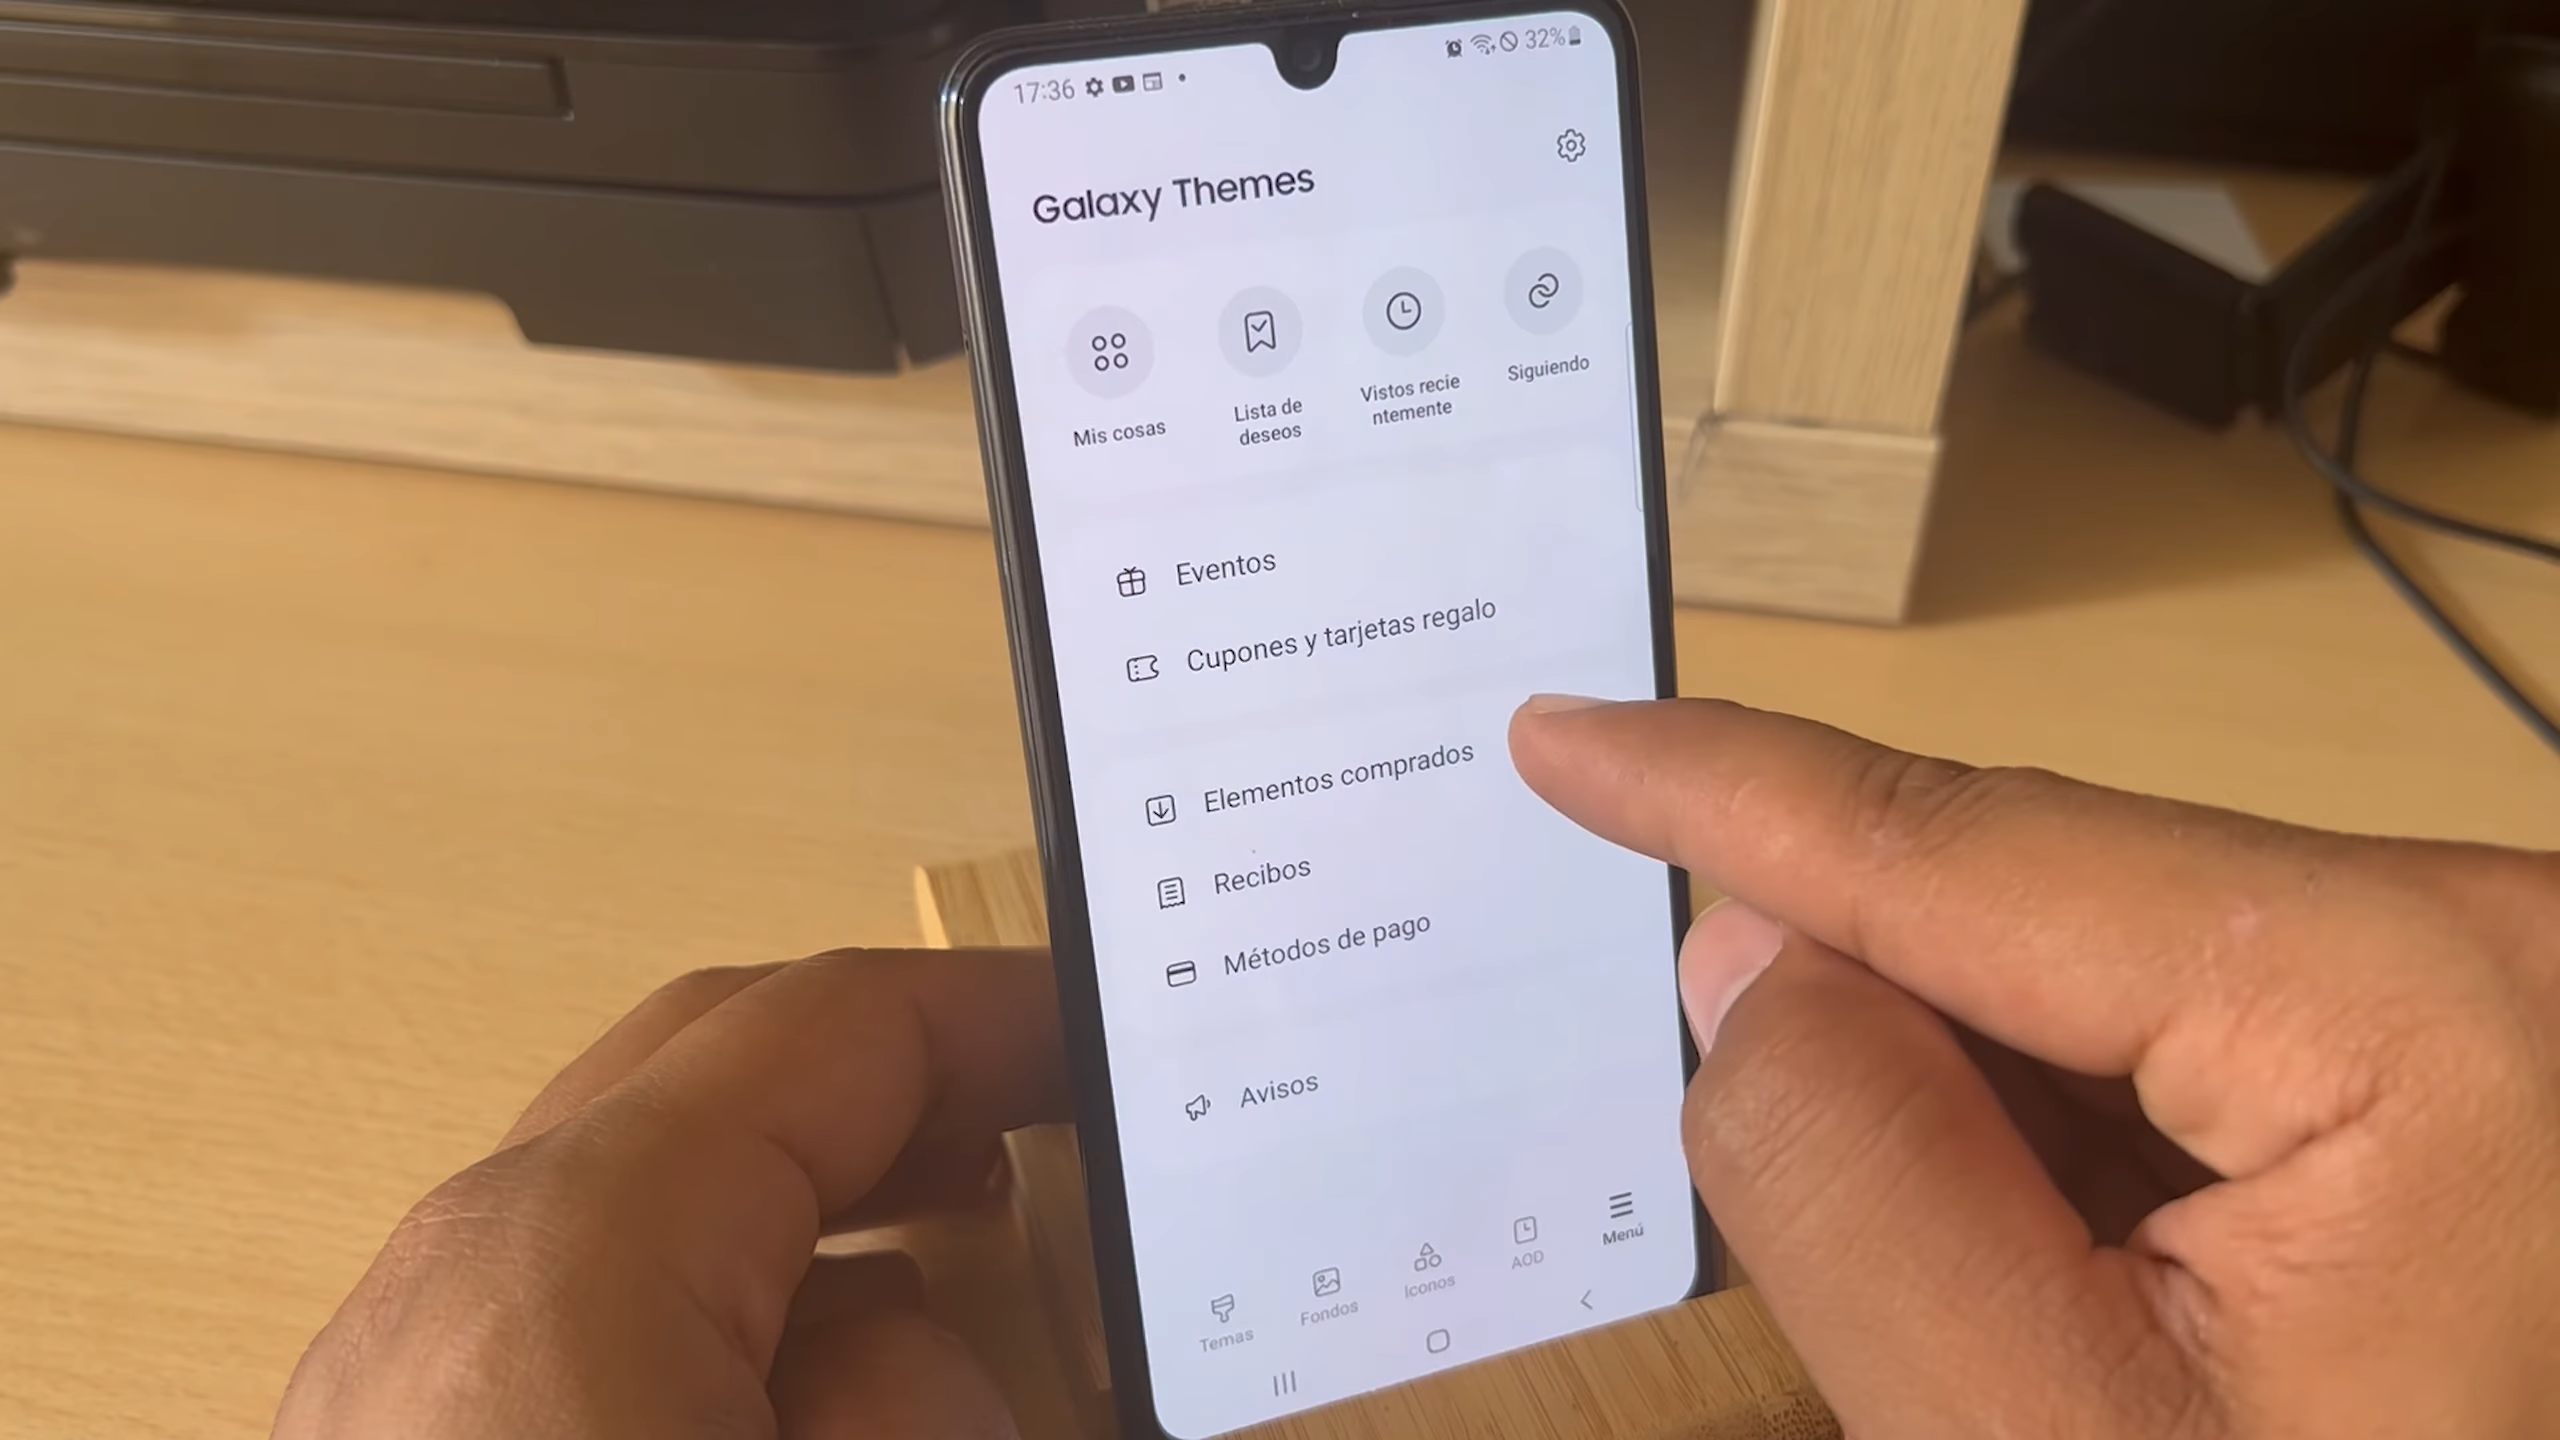 17:36
32%
Galaxy Themes
Mis cosas
Lista de
deseos
Vistos recie
ntemente
Siguiendo
Eventos
Cupones y tarjetas regalo
Elementos comprados
Recibos
Métodos de pago
Avisos
Temas
Fondos
Iconos
AOD
Menú